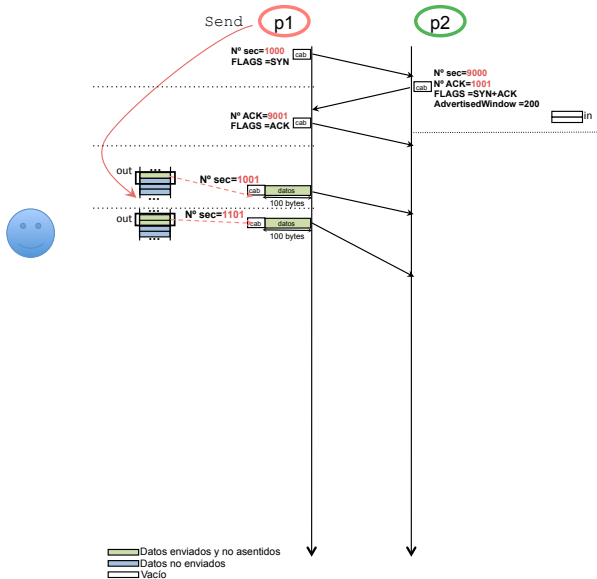 Send
p1
p2
Nº sec=1000
FLAGS =SYN
cab
Nº sec=9000
Nº ACK=1001
FLAGS =SYN+ACK
AdvertisedWindow =200
cab
in
Nº ACK=9001
FLAGS =ACK
cab
out
...
...
Nº sec=1001
cab
datos
100 bytes
out
...
...
Nº sec=1101
cab
datos
100 bytes
Datos enviados y no asentidos
Datos no enviados
Vacío